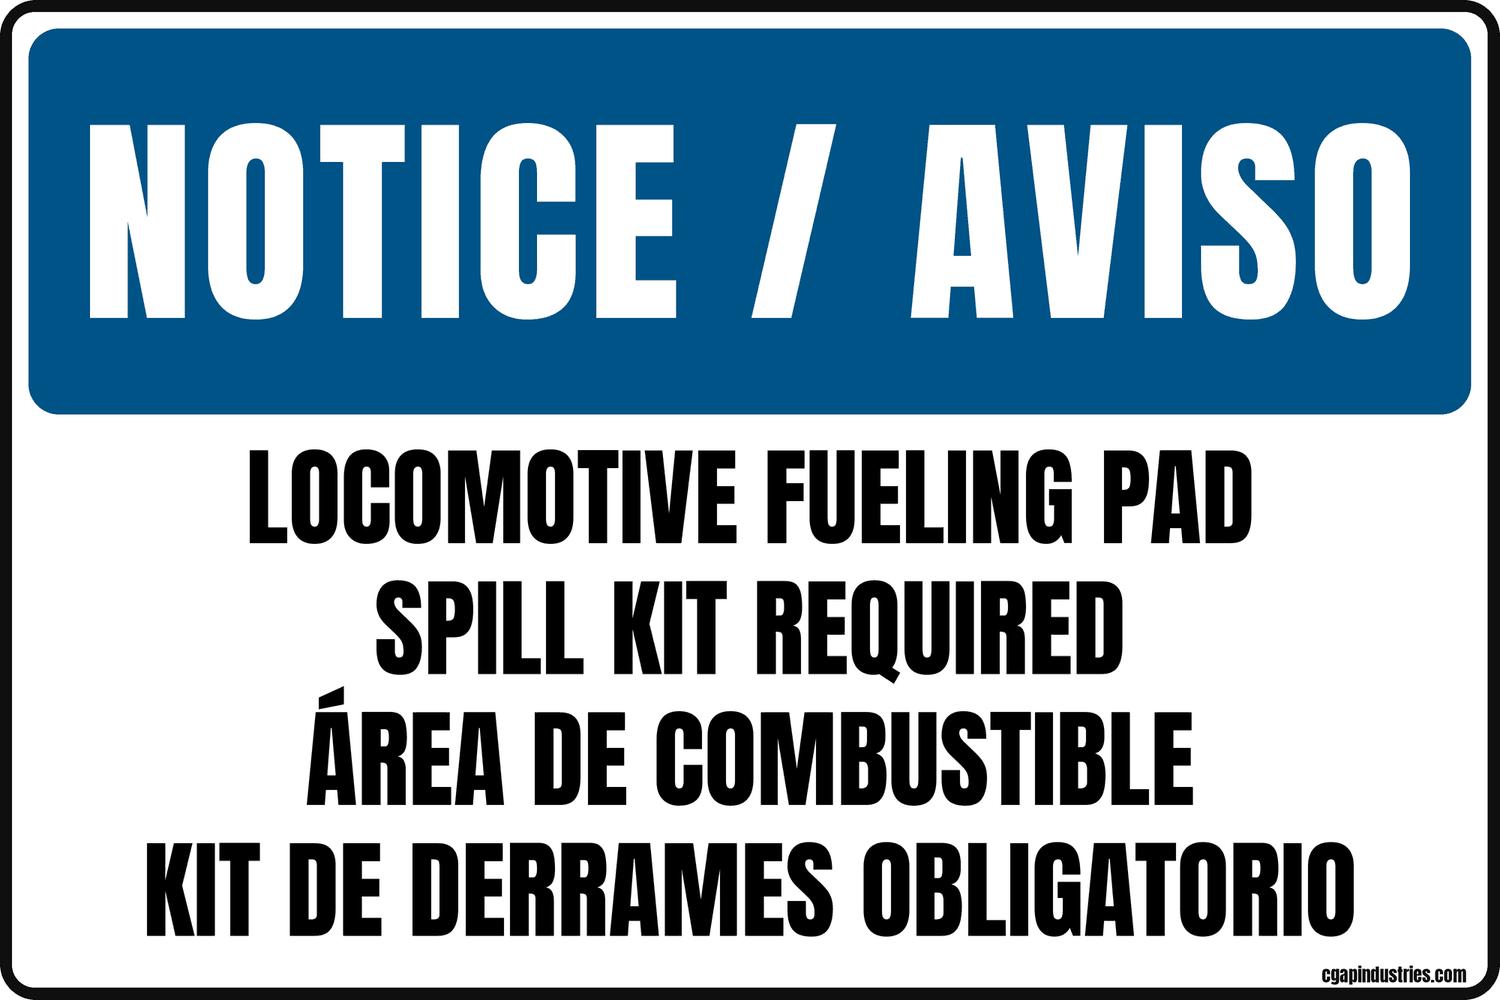 NOTICE / AVISO
LOCOMOTIVE FUELING PAD
SPILL KIT REQUIRED
ÁREA DE COMBUSTIBLE
KIT DE DERRAMES OBLIGATORIO
cgapindustries.com